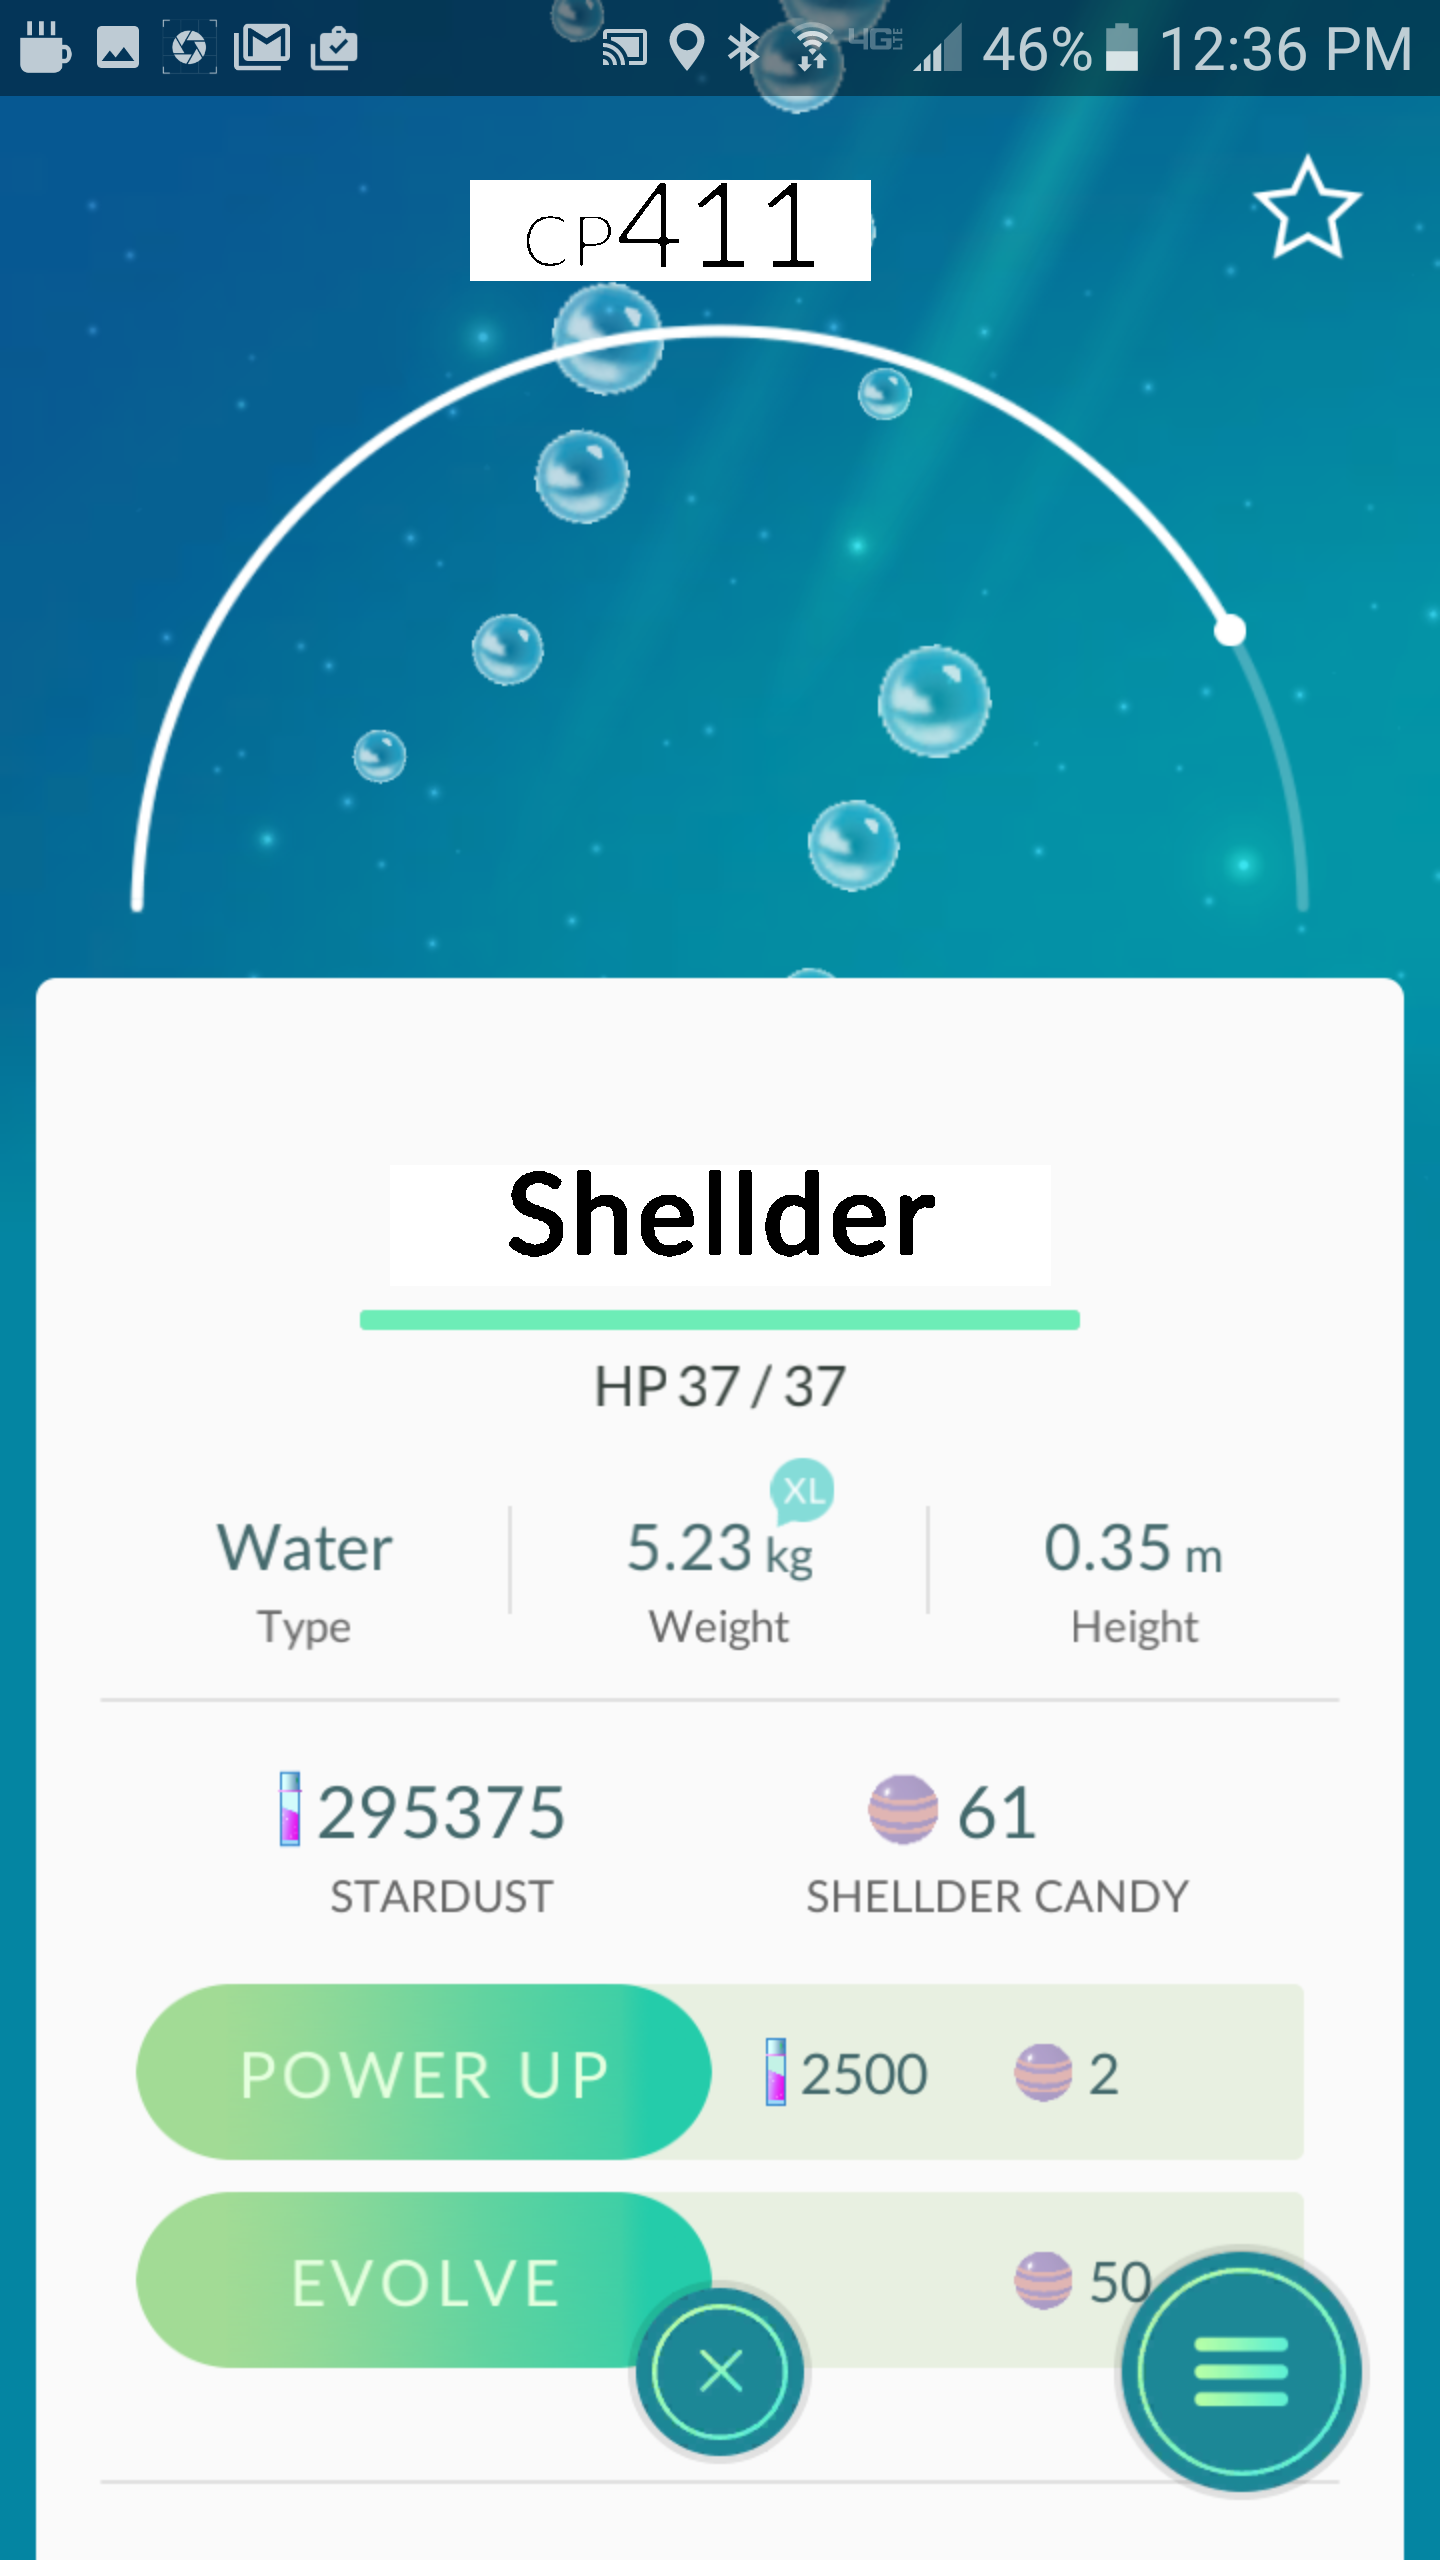 4G LTE 46% 12:36 PM
CP411
Shellder
HP 37 / 37
XL
Water 5.23 kg 0.35 m
Type Weight Height
295375 61
STARDUST SHELLDER CANDY
POWER UP 2500 2
EVOLVE 50